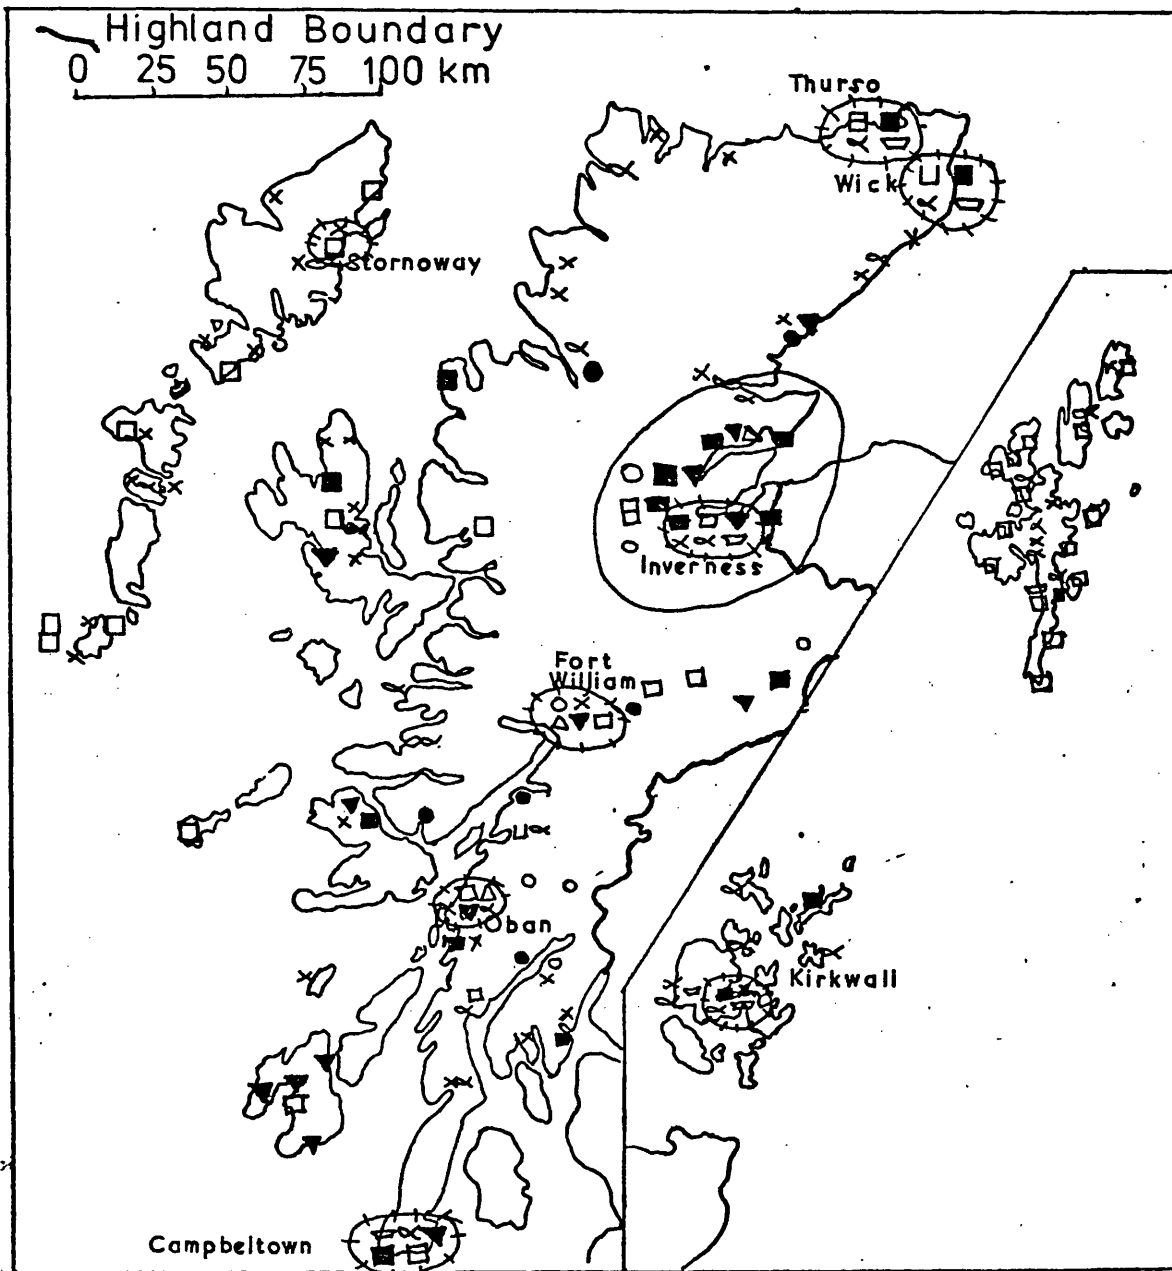 Highland Boundary
0 25 50 75 100 km
Thurso
Wick
Stornoway
Inverness
Fort
William
Oban
Kirkwall
Campbeltown